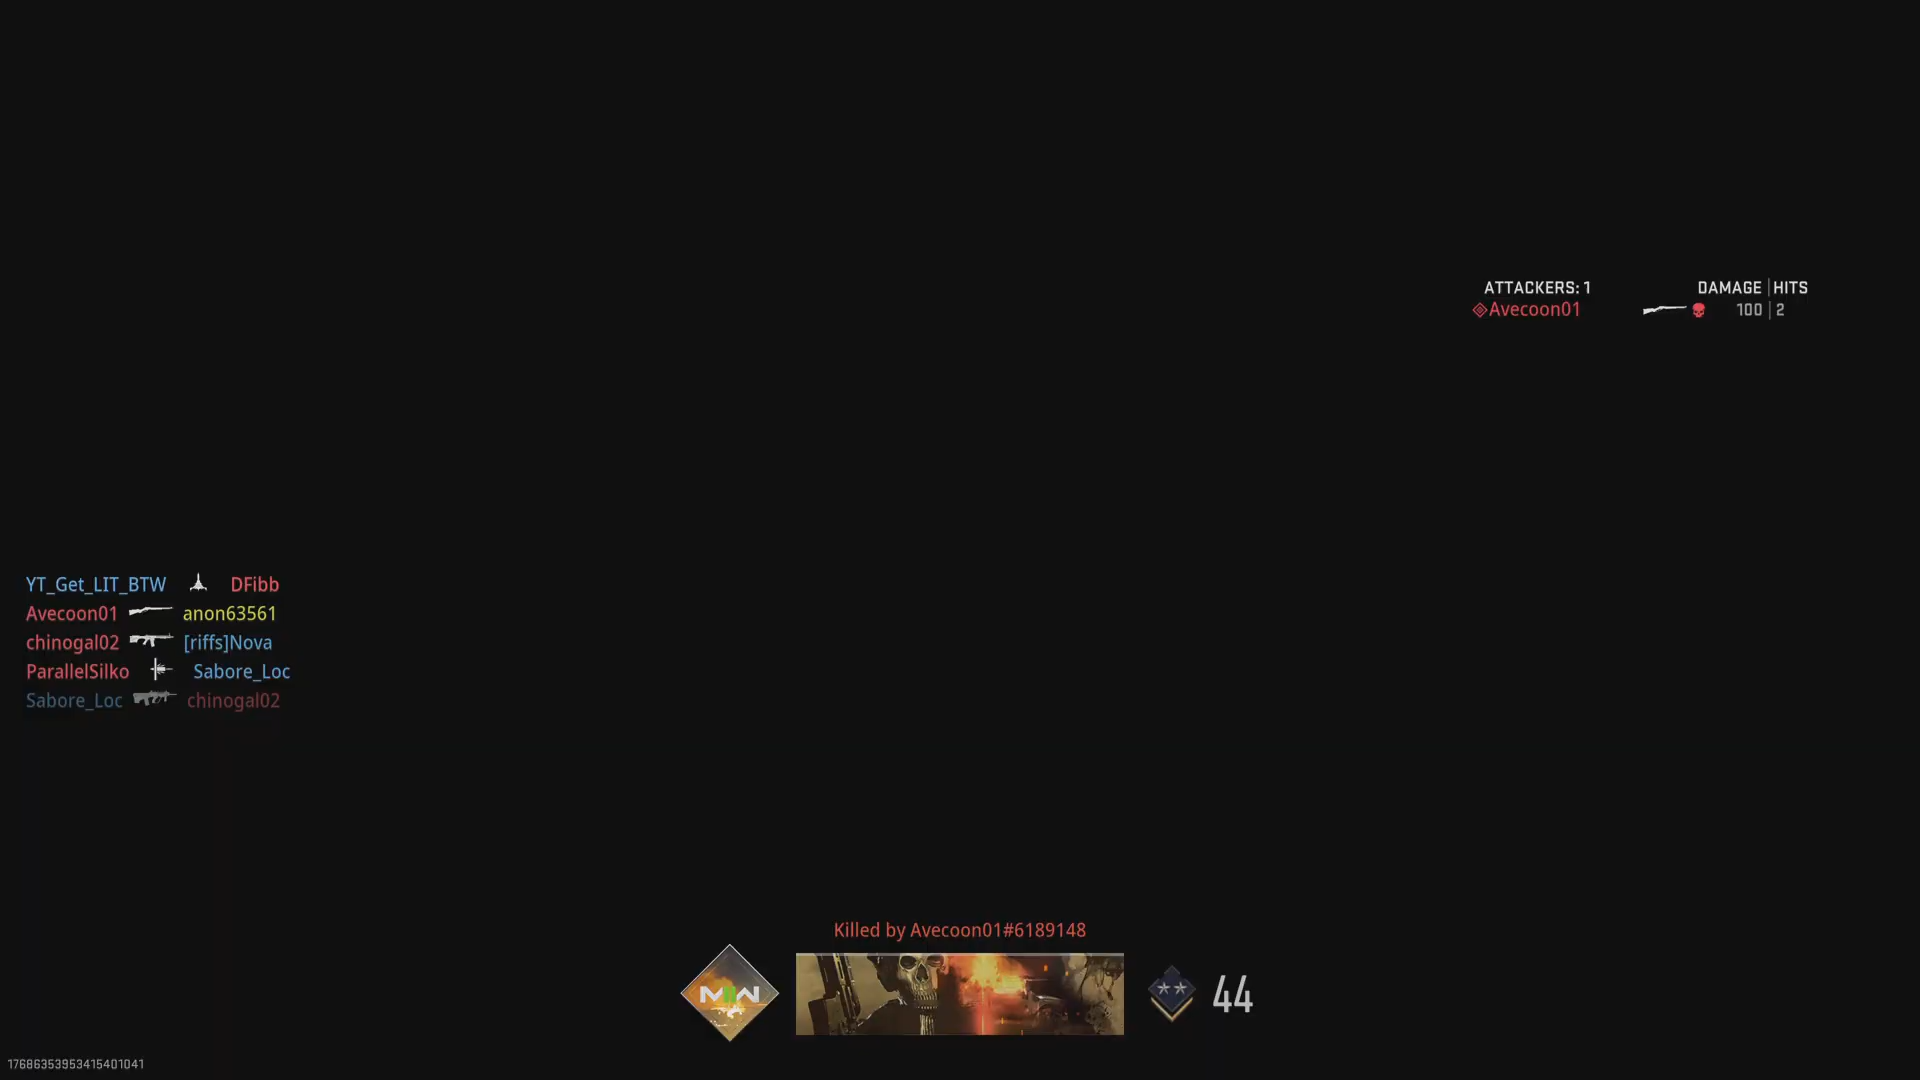 ATTACKERS: 1 DAMAGE | HITS
Avecoon01 100 | 2
YT_Get_LIT_BTW DFibb
Avecoon01 anon63561
chinogal02 [riffs]Nova
ParallelSilko Sabore_Loc
Sabore_Loc chinogal02
Killed by Avecoon01#6189148
MW
44
17686353953415401041